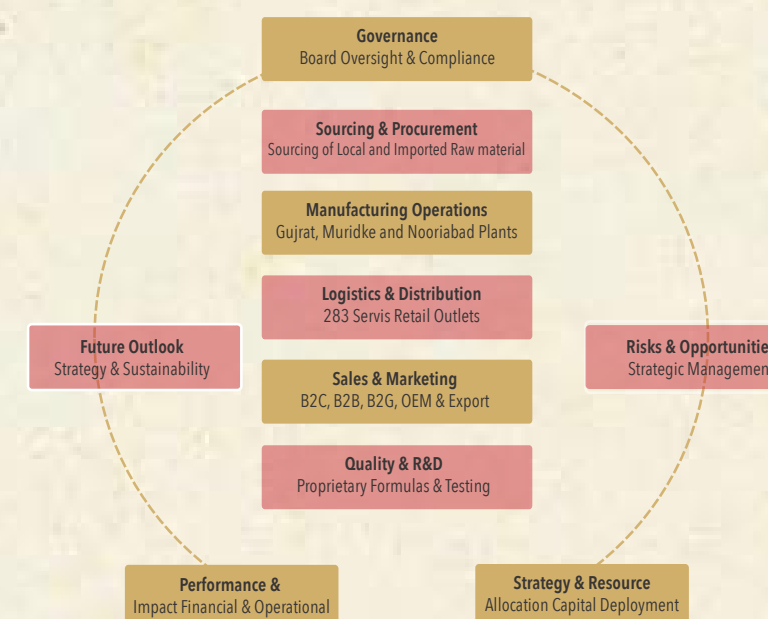 Governance
Board Oversight & Compliance
Sourcing & Procurement
Sourcing of Local and Imported Raw material
Manufacturing Operations
Gujrat, Muridke and Nooriabad Plants
Logistics & Distribution
283 Servis Retail Outlets
Future Outlook
Strategy & Sustainability
Risks & Opportunitie
Strategic Managemen
Sales & Marketing
B2C, B2B, B2G, OEM & Export
Quality & R&D
Proprietary Formulas & Testing
Performance &
Impact Financial & Operational
Strategy & Resource
Allocation Capital Deployment